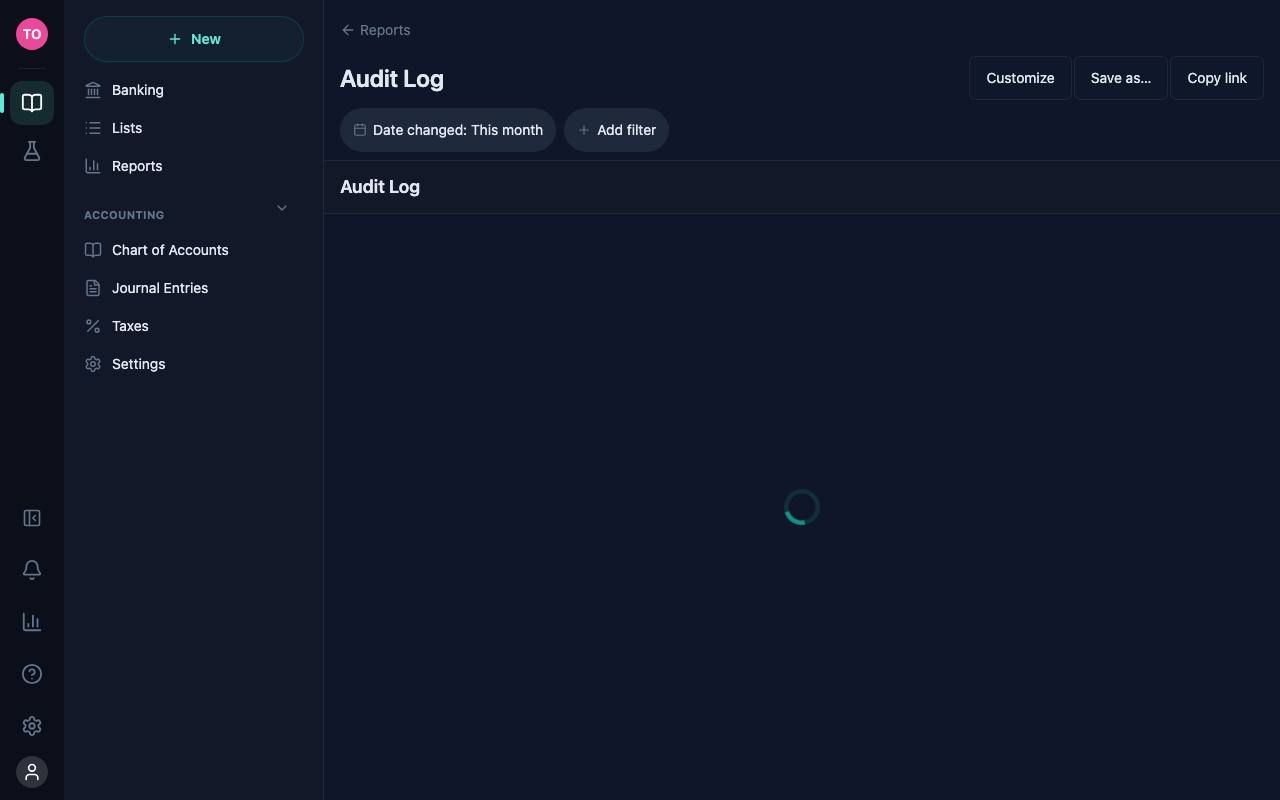 TO
New
Banking
Lists
Reports
ACCOUNTING
Chart of Accounts
Journal Entries
Taxes
Settings
Reports
Audit Log
Customize
Save as...
Copy link
Date changed: This month
Add filter
Audit Log